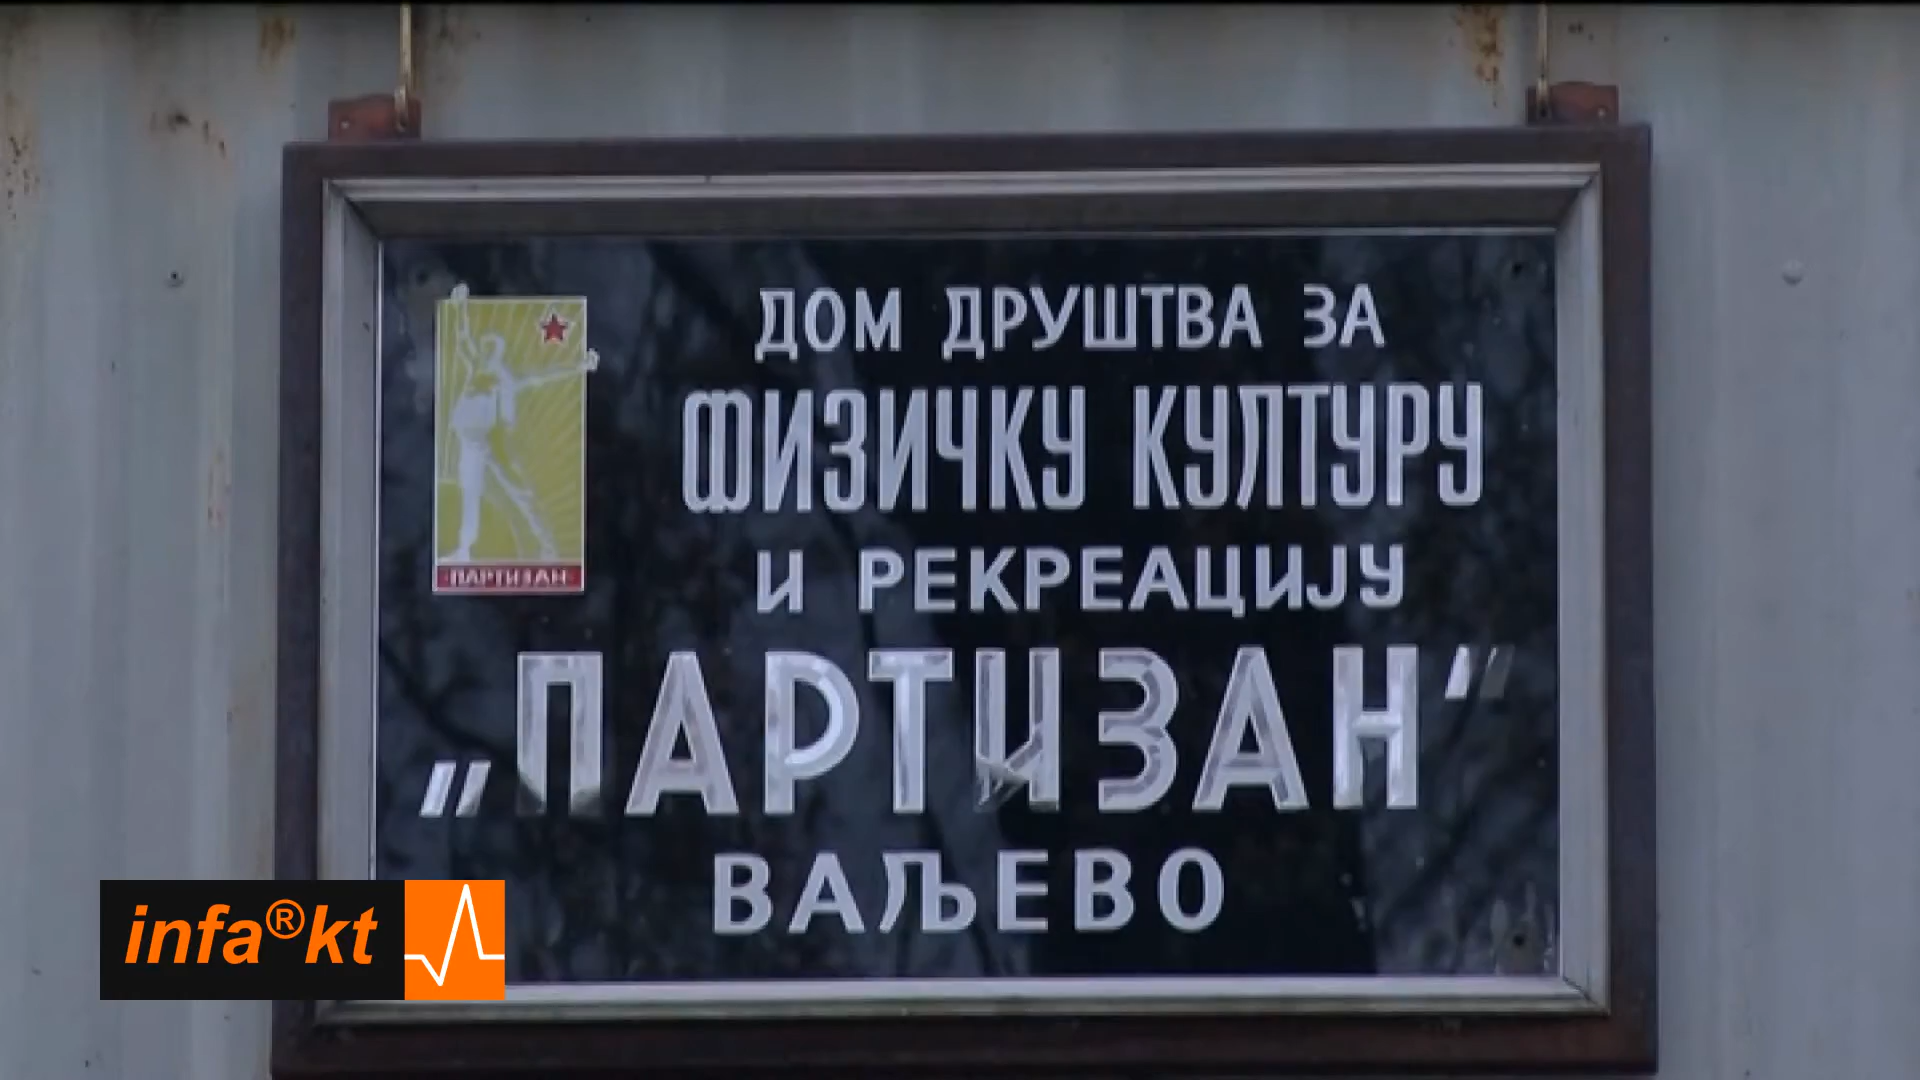 ДОМ ДРУШТВА ЗА
ФИЗИЧКУ КУЛТУРУ
И РЕКРЕАЦИЈУ
„ПАРТИЗАН“
ВАЉЕВО
ПАРТИЗАН
infa®kt